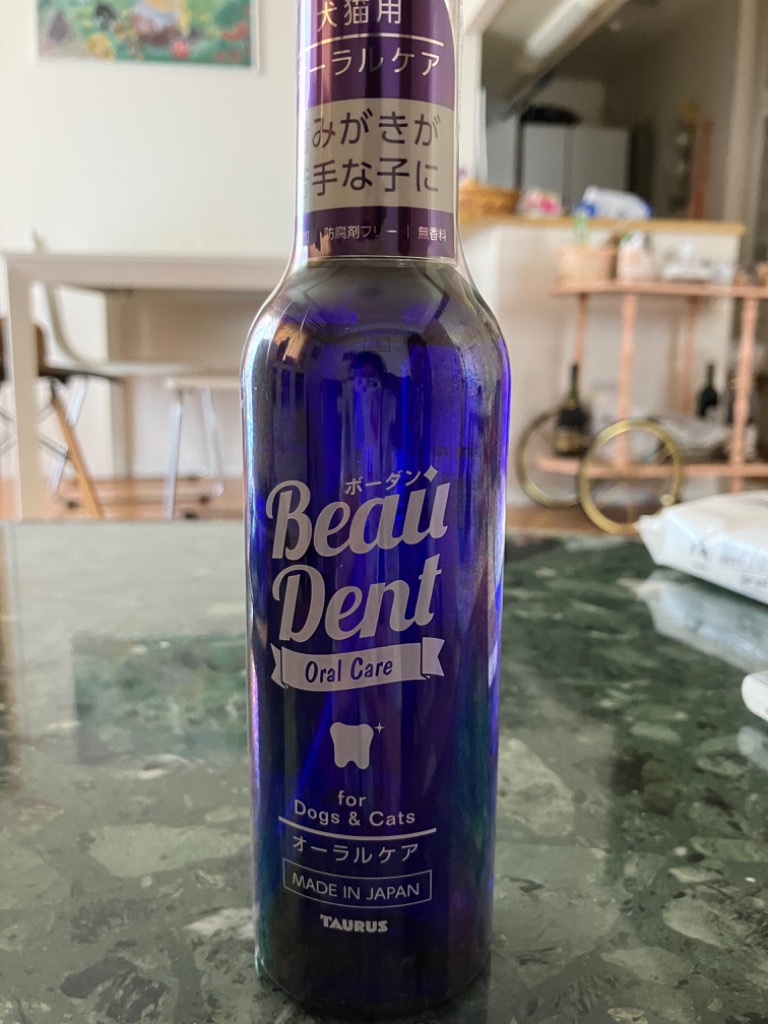 犬猫用
ーラルケア
みがきが
手な子に
防腐剤フリー | 無香料
ボーダン
Beau
Dent
Oral Care
for
Dogs & Cats
オーラルケア
MADE IN JAPAN
TAURUS